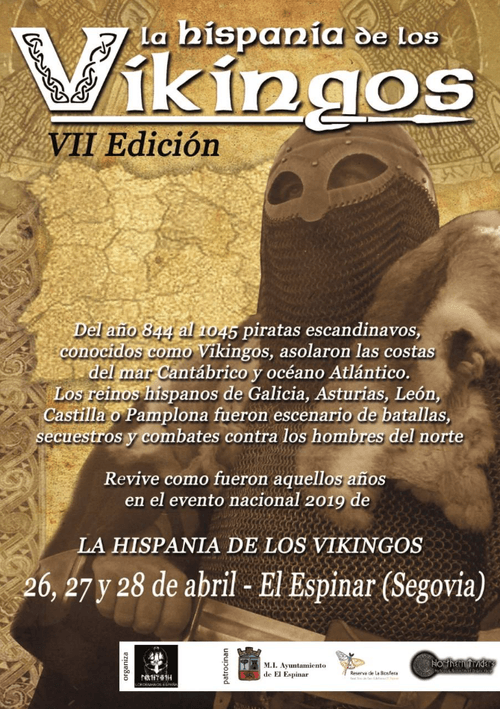 la hispania de los
Vikingos
VII Edición
Del año 844 al 1045 piratas escandinavos,
conocidos como Vikingos, asolaron las costas
del mar Cantábrico y océano Atlántico.
Los reinos hispanos de Galicia, Asturias, León,
Castilla o Pamplona fueron escenario de batallas,
secuestros y combates contra los hombres del norte
Revive como fueron aquellos años
en el evento nacional 2019 de
LA HISPANIA DE LOS VIKINGOS
26, 27 y 28 de abril - El Espinar (Segovia)
organiza
patrocinan
M.I. Ayuntamiento
de El Espinar
Reserva de la Biosfera